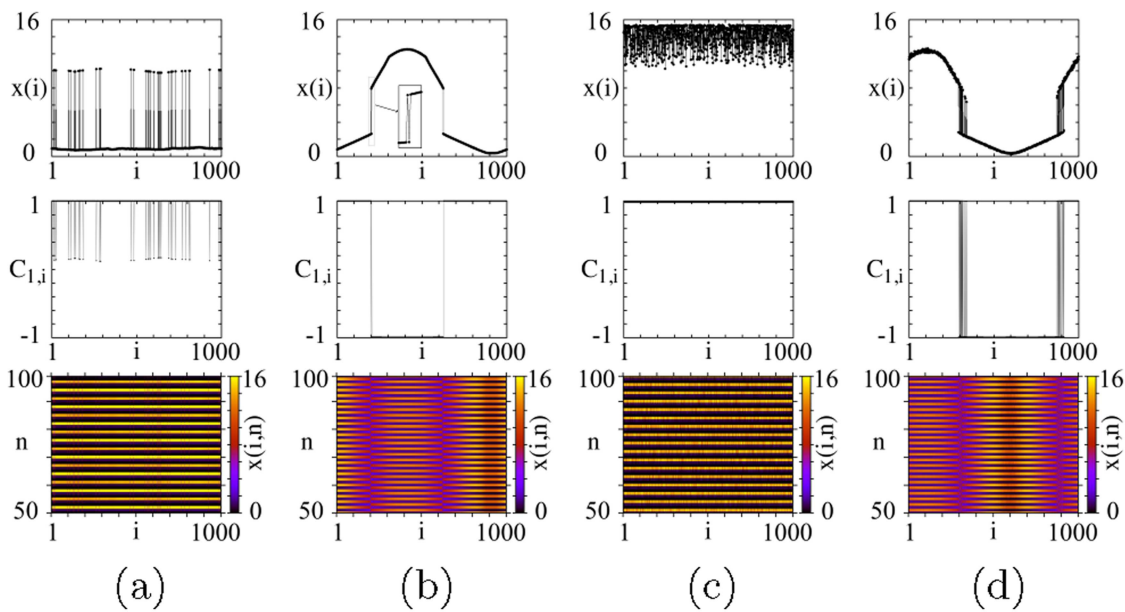 16 16 16 16
x(i) x(i) x(i) x(i)
0 0 0 0
1 i 1000 1 i 1000 1 i 1000 1 i 1000
1 1 1 1
C1,i C1,i C1,i C1,i
-1 -1 -1 -1
1 i 1000 1 i 1000 1 i 1000 1 i 1000
100 16 100 16 100 16 100 16
n x(i,n) n x(i,n) n x(i,n) n x(i,n)
50 0 50 0 50 0 50 0
1 i 1000 1 i 1000 1 i 1000 1 i 1000
(a) (b) (c) (d)